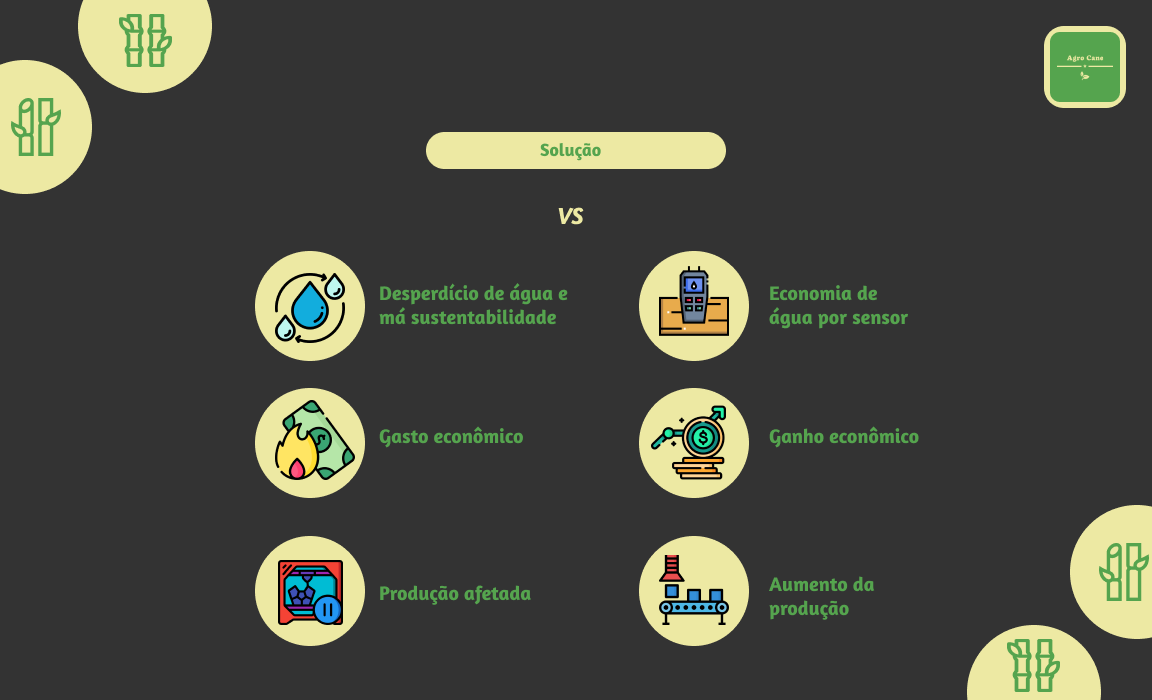 Agro Cane
Solução
VS
Desperdício de água e
má sustentabilidade
Economia de
água por sensor
Gasto econômico
Ganho econômico
Produção afetada
Aumento da
produção